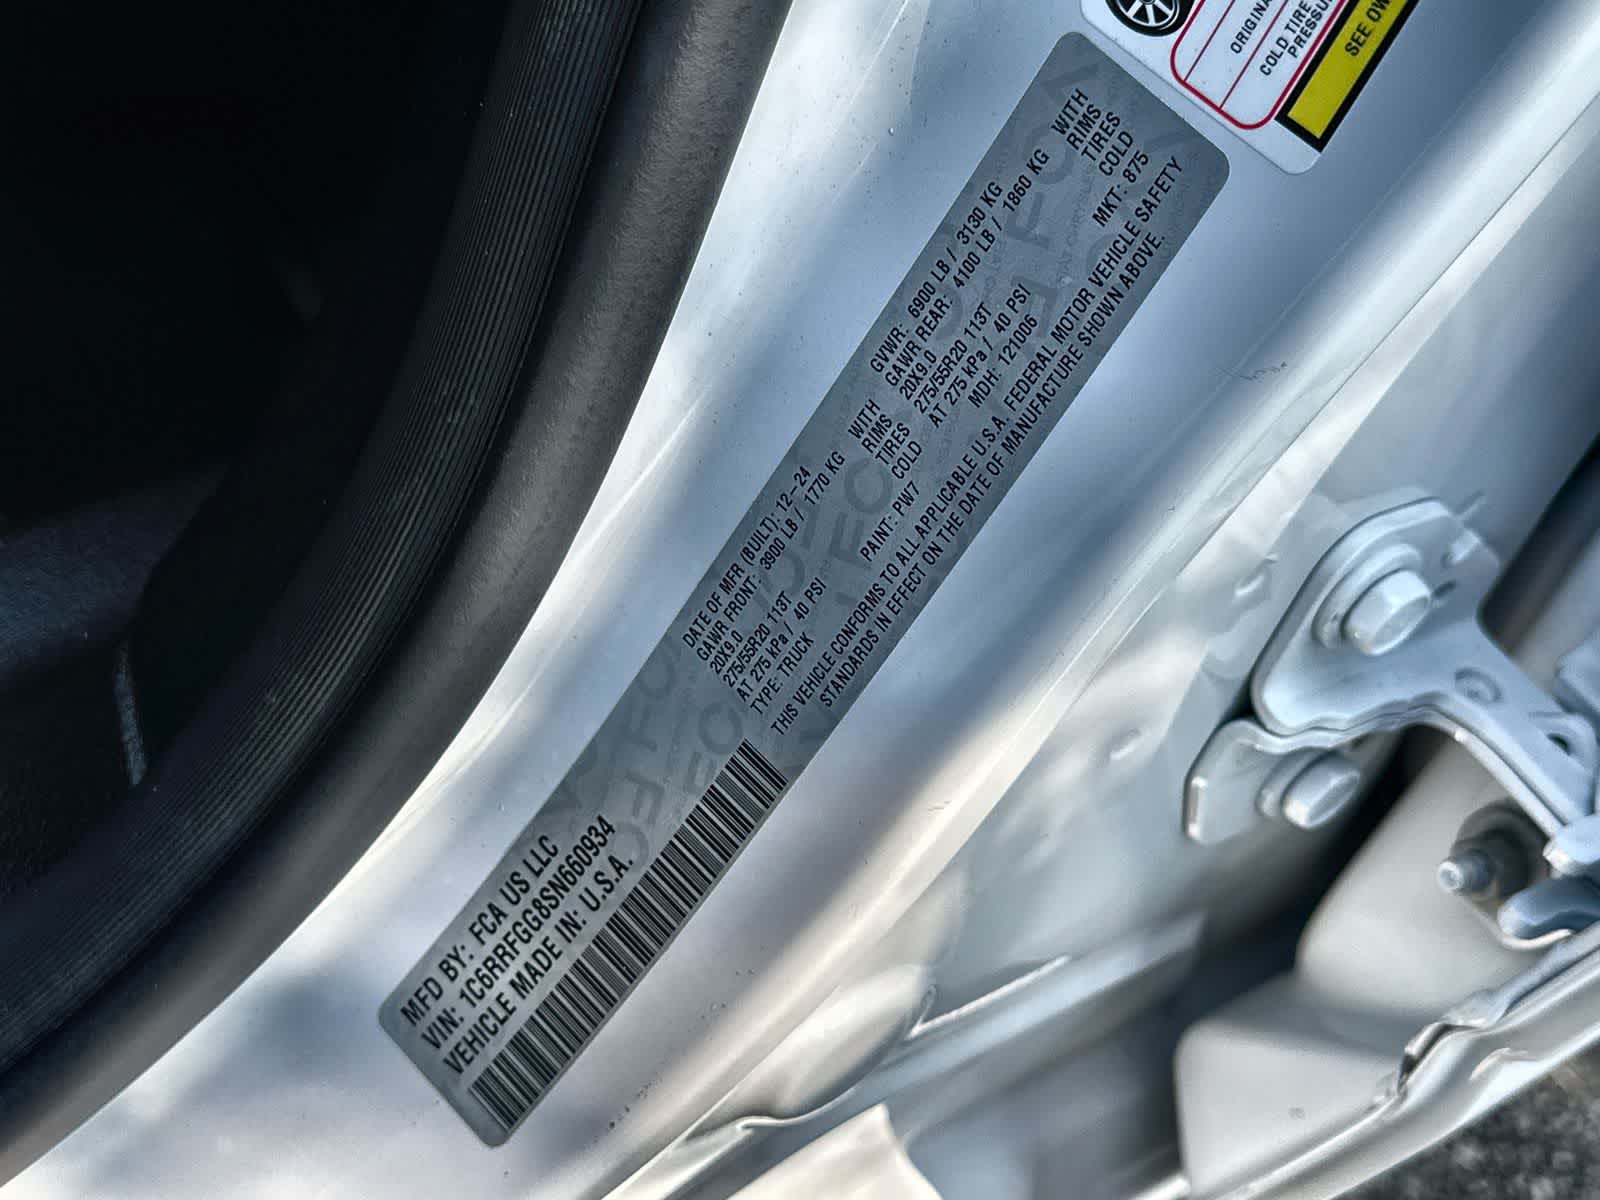 MFD BY: FCA US LLC
VIN: 1C6RRFGG8SN660934
VEHICLE MADE IN: U.S.A.
DATE OF MFR (BUILT): 12-24 GVWR: 6900 LB / 3130 KG
GAWR FRONT: 3900 LB / 1770 KG WITH GAWR REAR: 4100 LB / 1860 KG WITH
20X9.0 RIMS 20X9.0 RIMS
275/55R20 113T TIRES 275/55R20 113T TIRES
AT 275 kPa / 40 PSI COLD AT 275 kPa / 40 PSI COLD
TYPE: TRUCK PAINT: PW7 MDH: 121006 MKT: 875
THIS VEHICLE CONFORMS TO ALL APPLICABLE U.S.A. FEDERAL MOTOR VEHICLE SAFETY
STANDARDS IN EFFECT ON THE DATE OF MANUFACTURE SHOWN ABOVE.
ORIGINA
COLD TIRE
PRESSU
SEE OW